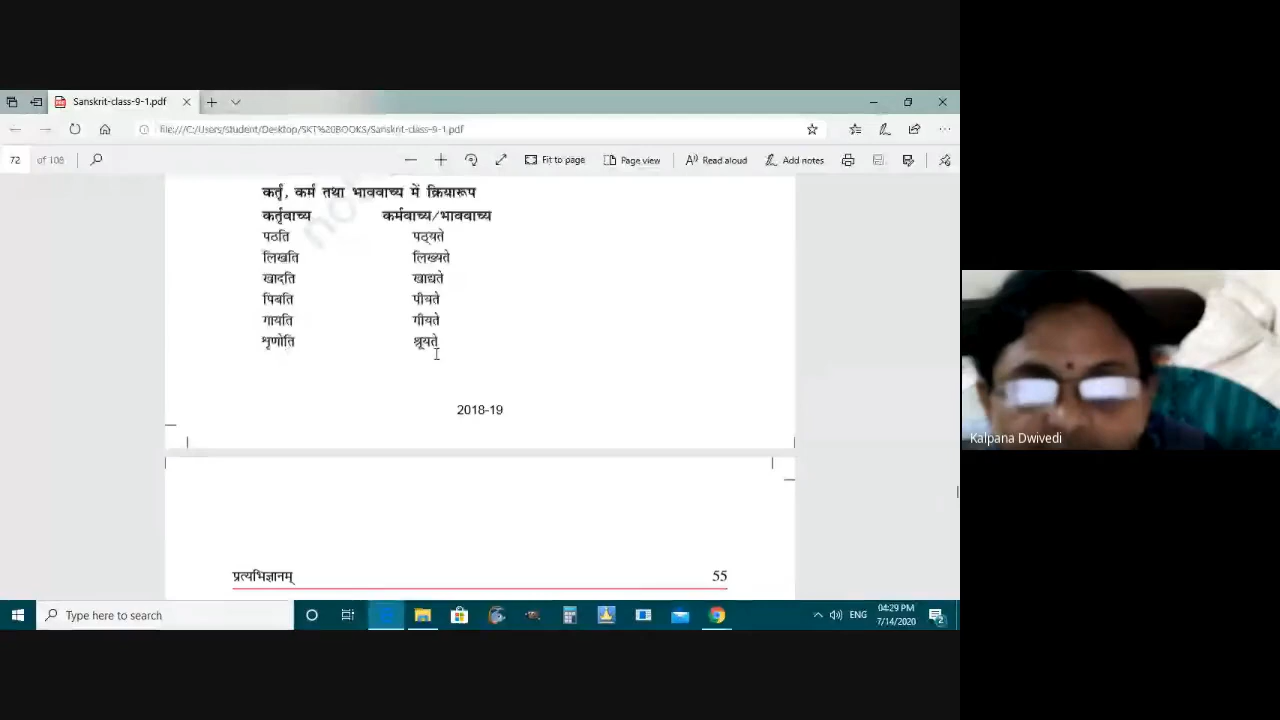 Sanskrit-class-9-1.pdf
file:///C:/Users/student/Desktop/SKT%20BOOKS/Sanskrit-class-9-1.pdf
72 of 108 Fit to page Page view Read aloud Add notes
कर्तृ, कर्म तथा भाववाच्य में क्रियारूप
कर्तृवाच्य कर्मवाच्य/भाववाच्य
पठति पठ्यते
लिखति लिख्यते
खादति खाद्यते
पिबति पीयते
गायति गीयते
शृणोति श्रूयते
2018-19
प्रत्यभिज्ञानम् 55
Kalpana Dwivedi
Type here to search
ENG
04:29 PM
7/14/2020
2